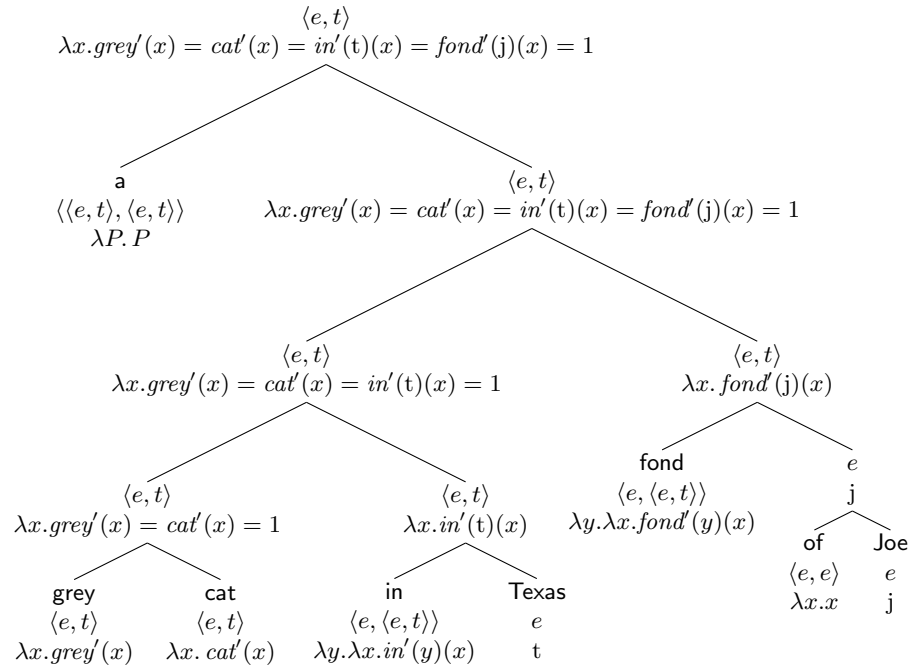 ⟨e, t⟩
λx.grey′(x) = cat′(x) = in′(t)(x) = fond′(j)(x) = 1
a
⟨⟨e, t⟩, ⟨e, t⟩⟩
λP. P
⟨e, t⟩
λx.grey′(x) = cat′(x) = in′(t)(x) = fond′(j)(x) = 1
⟨e, t⟩
λx.grey′(x) = cat′(x) = in′(t)(x) = 1
⟨e, t⟩
λx. fond′(j)(x)
⟨e, t⟩
λx.grey′(x) = cat′(x) = 1
⟨e, t⟩
λx.in′(t)(x)
fond
⟨e, ⟨e, t⟩⟩
λy.λx.fond′(y)(x)
e
j
grey
⟨e, t⟩
λx.grey′(x)
cat
⟨e, t⟩
λx. cat′(x)
in
⟨e, ⟨e, t⟩⟩
λy.λx.in′(y)(x)
Texas
e
t
of
⟨e, e⟩
λx.x
Joe
e
j